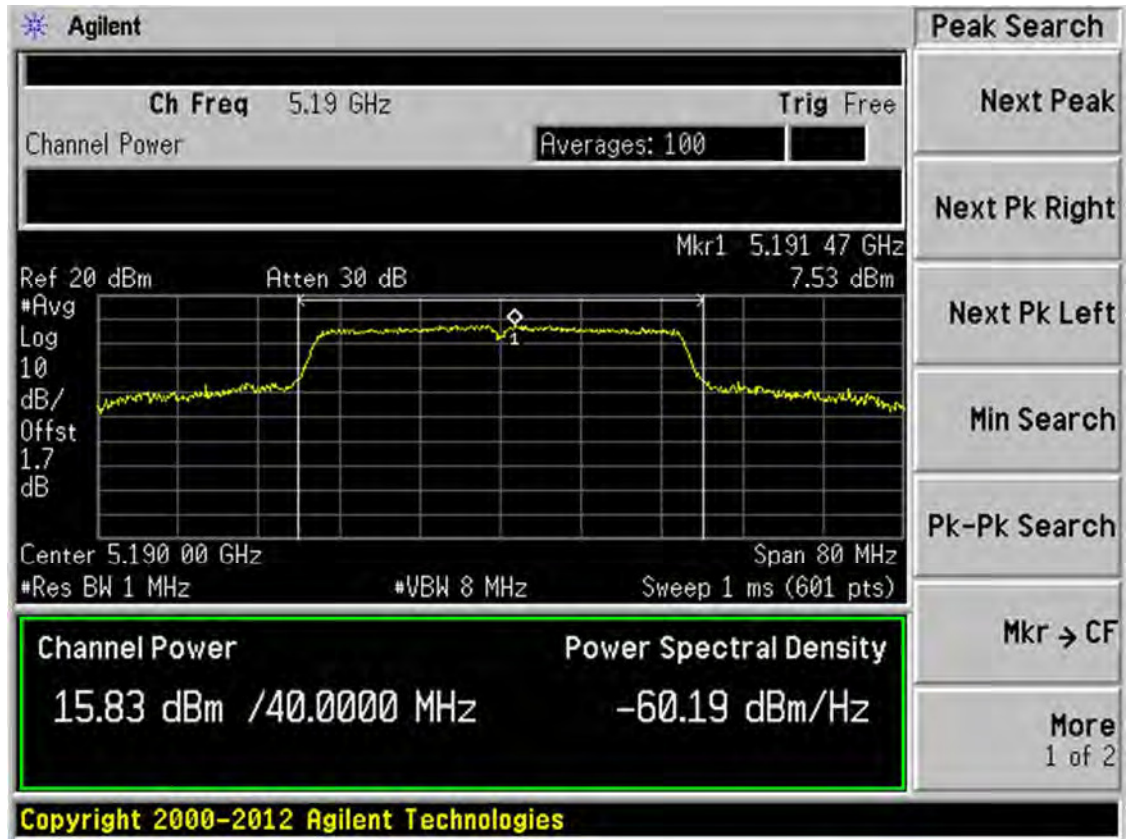 Agilent
Peak Search
Ch Freq 5.19 GHz Trig Free
Channel Power Averages: 100
Mkr1 5.191 47 GHz
Ref 20 dBm Atten 30 dB 7.53 dBm
#Avg
Log
10
dB/
Offst
1.7
dB
1
Center 5.190 00 GHz Span 80 MHz
#Res BW 1 MHz #VBW 8 MHz Sweep 1 ms (601 pts)
Channel Power Power Spectral Density
15.83 dBm /40.0000 MHz -60.19 dBm/Hz
Copyright 2000-2012 Agilent Technologies
Next Peak
Next Pk Right
Next Pk Left
Min Search
Pk-Pk Search
Mkr → CF
More
1 of 2